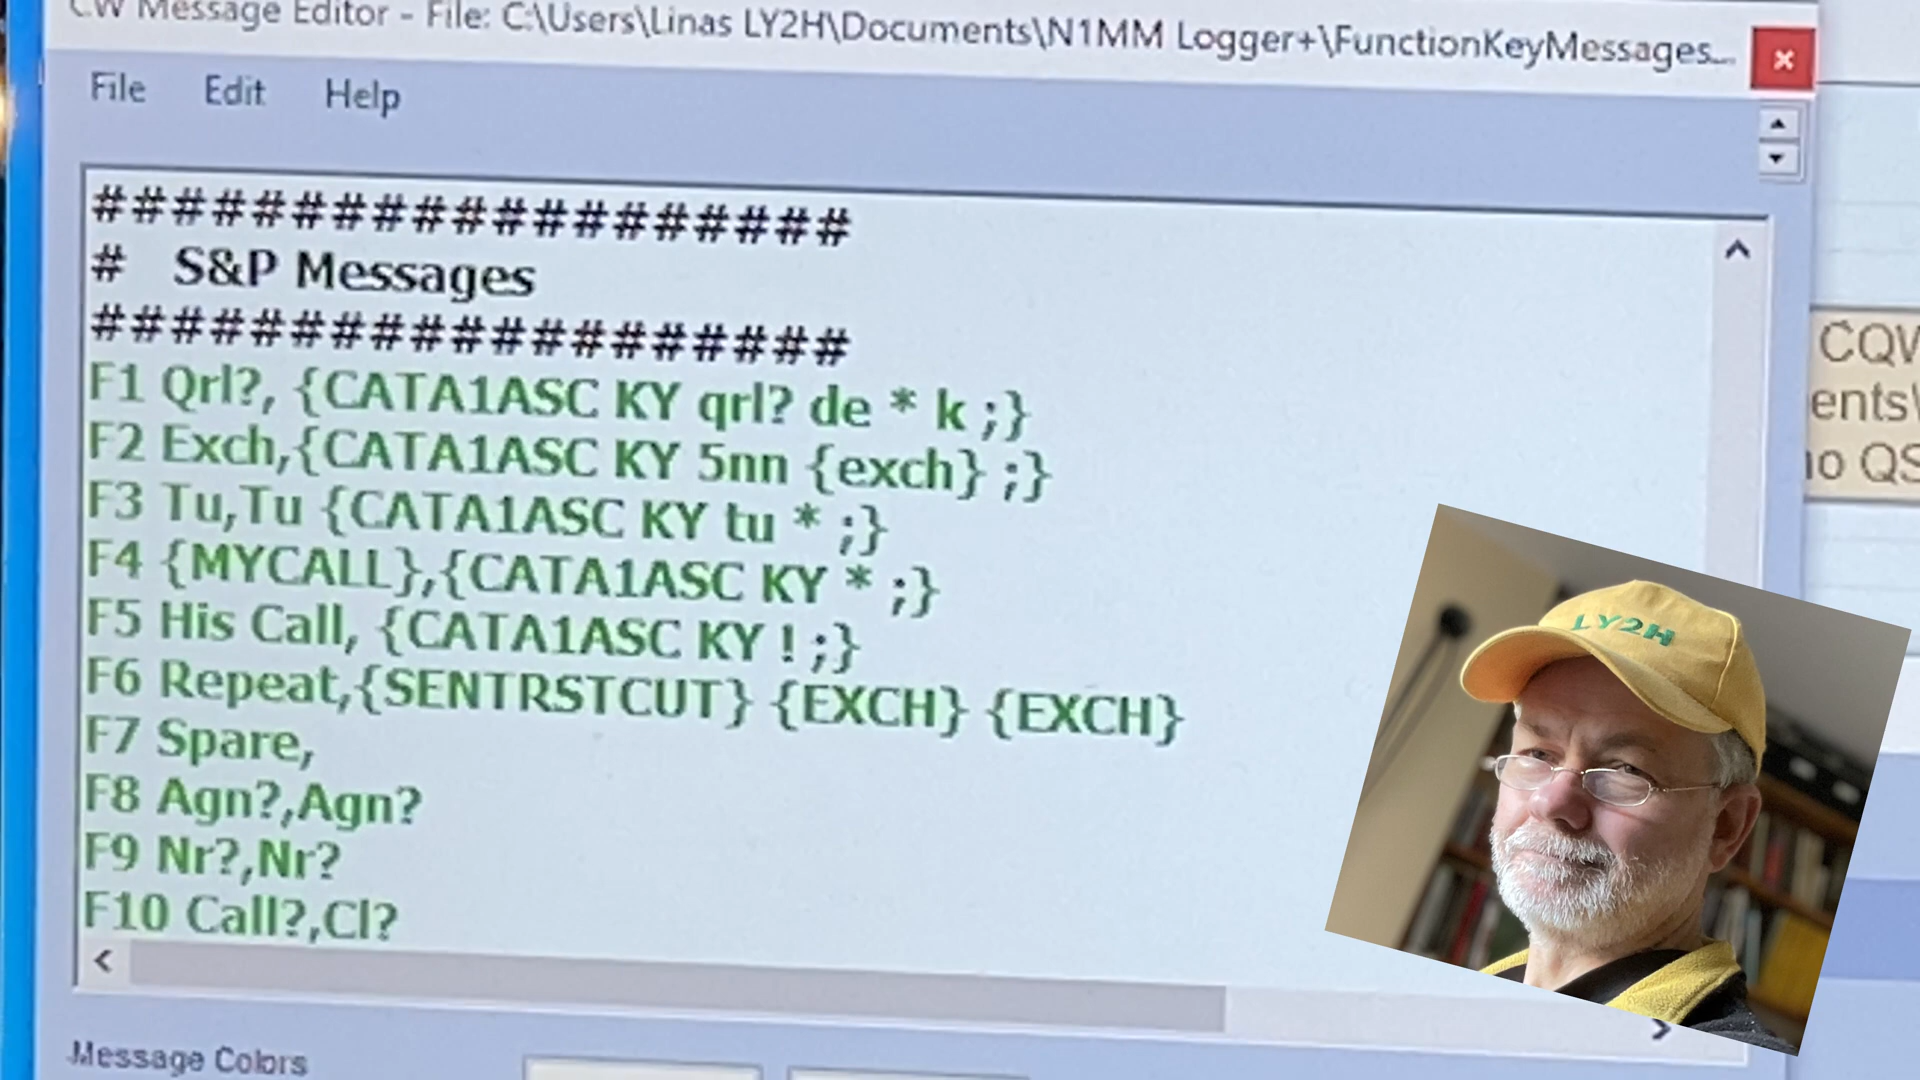 CW Message Editor - File: C:\Users\Linas LY2H\Documents\N1MM Logger+\FunctionKeyMessages...
File Edit Help
###################
# S&P Messages
###################
F1 Qrl?, {CATA1ASC KY qrl? de * k ;}
F2 Exch,{CATA1ASC KY 5nn {exch} ;}
F3 Tu,Tu {CATA1ASC KY tu * ;}
F4 {MYCALL},{CATA1ASC KY * ;}
F5 His Call, {CATA1ASC KY ! ;}
F6 Repeat,{SENTRSTCUT} {EXCH} {EXCH}
F7 Spare,
F8 Agn?,Agn?
F9 Nr?,Nr?
F10 Call?,Cl?
Message Colors
LY2H